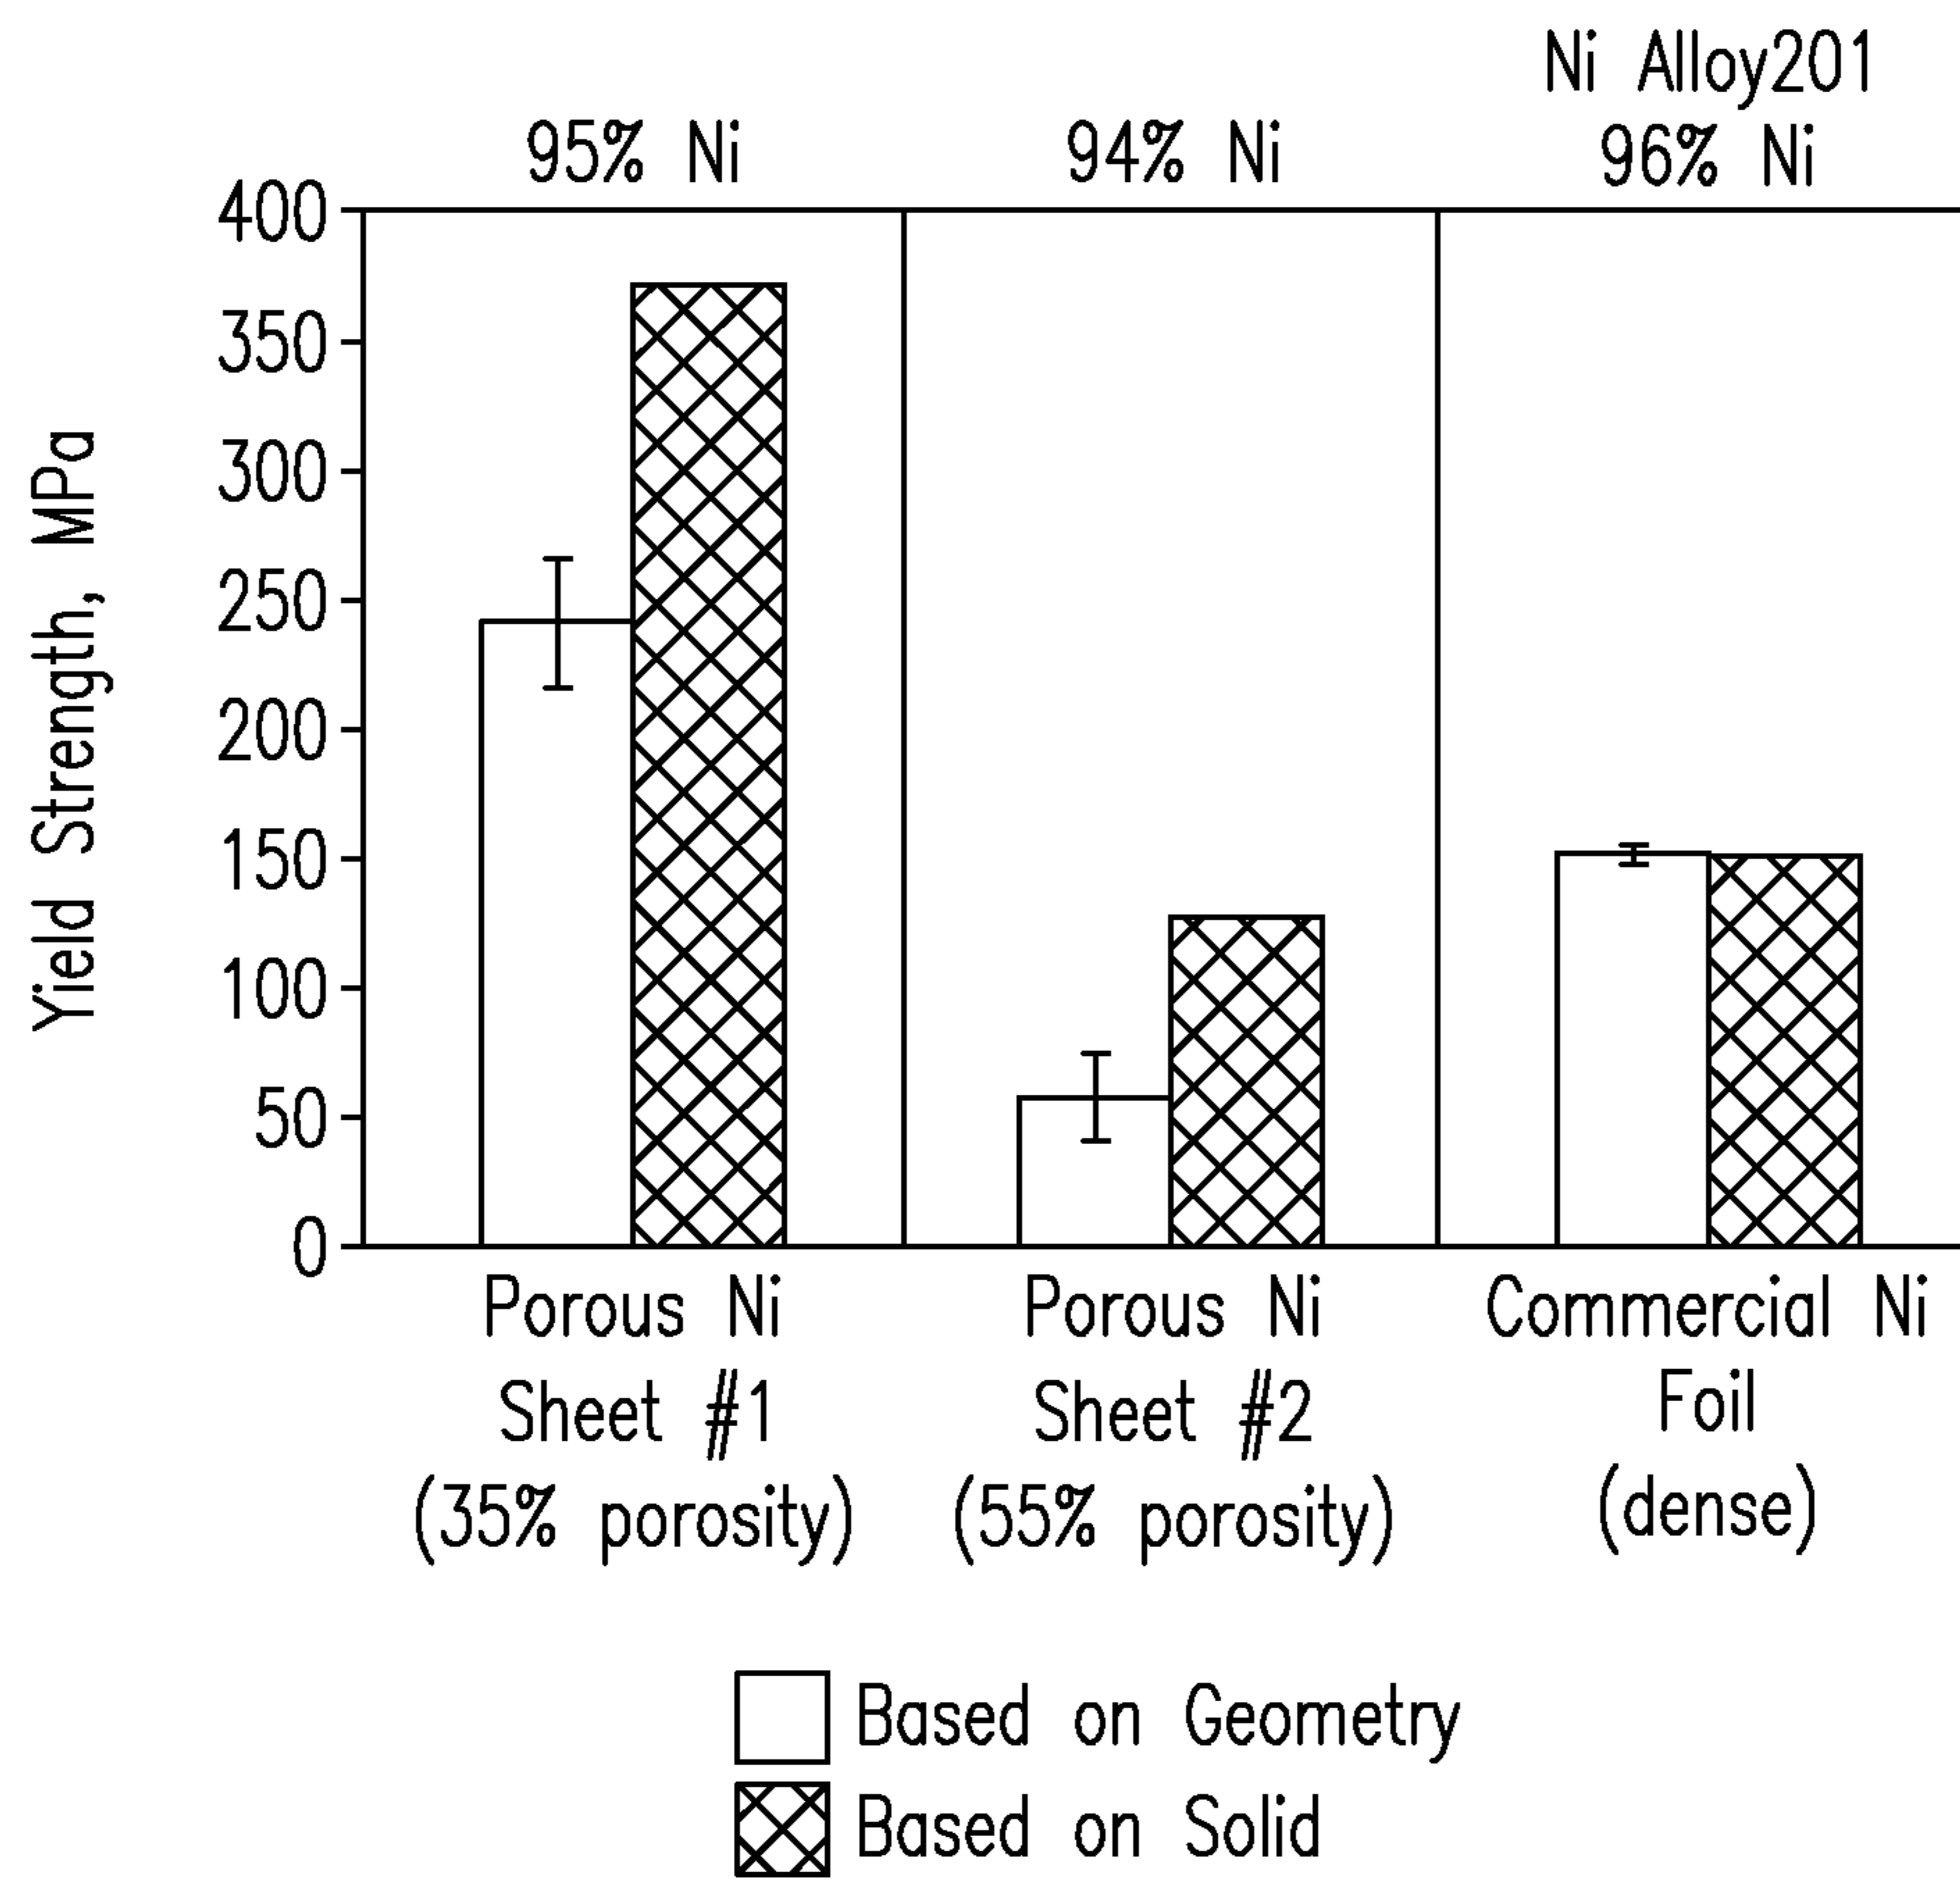 Ni Alloy201
95% Ni
94% Ni
96% Ni
Yield Strength, MPa
400
350
300
250
200
150
100
50
0
Porous Ni
Sheet #1
(35% porosity)
Porous Ni
Sheet #2
(55% porosity)
Commercial Ni
Foil
(dense)
Based on Geometry
Based on Solid